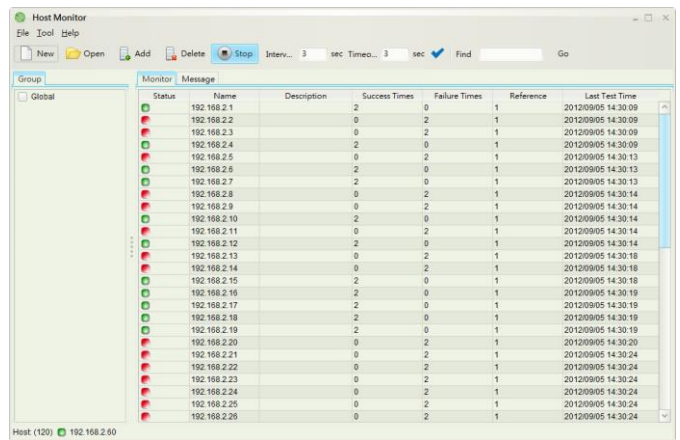 Host Monitor
File Tool Help
New Open Add Delete Stop Interv... 3 sec Timeo... 3 sec Find Go
Group Monitor Message
Global
Status Name Description Success Times Failure Times Reference Last Test Time
192.168.2.1 2 0 1 2012/09/05 14:30:09
192.168.2.2 0 2 1 2012/09/05 14:30:09
192.168.2.3 0 2 1 2012/09/05 14:30:09
192.168.2.4 2 0 1 2012/09/05 14:30:09
192.168.2.5 0 2 1 2012/09/05 14:30:13
192.168.2.6 2 0 1 2012/09/05 14:30:13
192.168.2.7 2 0 1 2012/09/05 14:30:13
192.168.2.8 0 2 1 2012/09/05 14:30:14
192.168.2.9 0 2 1 2012/09/05 14:30:14
192.168.2.10 2 0 1 2012/09/05 14:30:14
192.168.2.11 0 2 1 2012/09/05 14:30:14
192.168.2.12 2 0 1 2012/09/05 14:30:14
192.168.2.13 0 2 1 2012/09/05 14:30:18
192.168.2.14 0 2 1 2012/09/05 14:30:18
192.168.2.15 2 0 1 2012/09/05 14:30:18
192.168.2.16 2 0 1 2012/09/05 14:30:19
192.168.2.17 2 0 1 2012/09/05 14:30:19
192.168.2.18 2 0 1 2012/09/05 14:30:19
192.168.2.19 2 0 1 2012/09/05 14:30:19
192.168.2.20 0 2 1 2012/09/05 14:30:20
192.168.2.21 0 2 1 2012/09/05 14:30:24
192.168.2.22 0 2 1 2012/09/05 14:30:24
192.168.2.23 0 2 1 2012/09/05 14:30:24
192.168.2.24 0 2 1 2012/09/05 14:30:24
192.168.2.25 0 2 1 2012/09/05 14:30:24
192.168.2.26 0 2 1 2012/09/05 14:30:24
Host: (120) 192.168.2.60